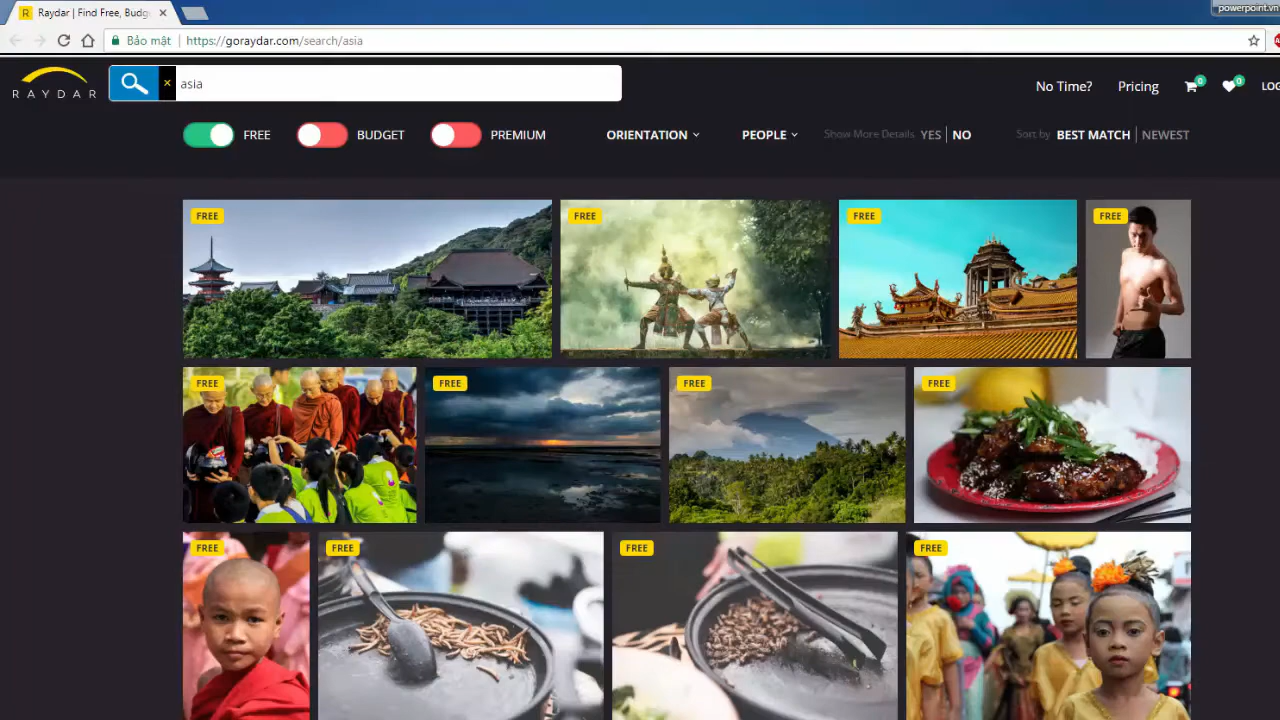 Raydar | Find Free, Budg
powerpoint.vn
Bảo mật https://goraydar.com/search/asia
RAYDAR
asia
No Time? Pricing 0 0 LOG
FREE BUDGET PREMIUM ORIENTATION PEOPLE Show More Details YES NO Sort by BEST MATCH NEWEST
FREE FREE FREE FREE
FREE FREE FREE FREE
FREE FREE FREE FREE